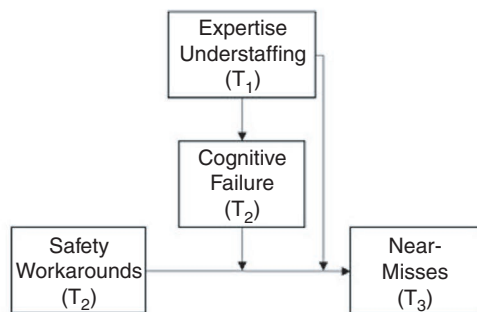 Expertise
Understaffing
(T1)
Cognitive
Failure
(T2)
Safety
Workarounds
(T2)
Near-
Misses
(T3)